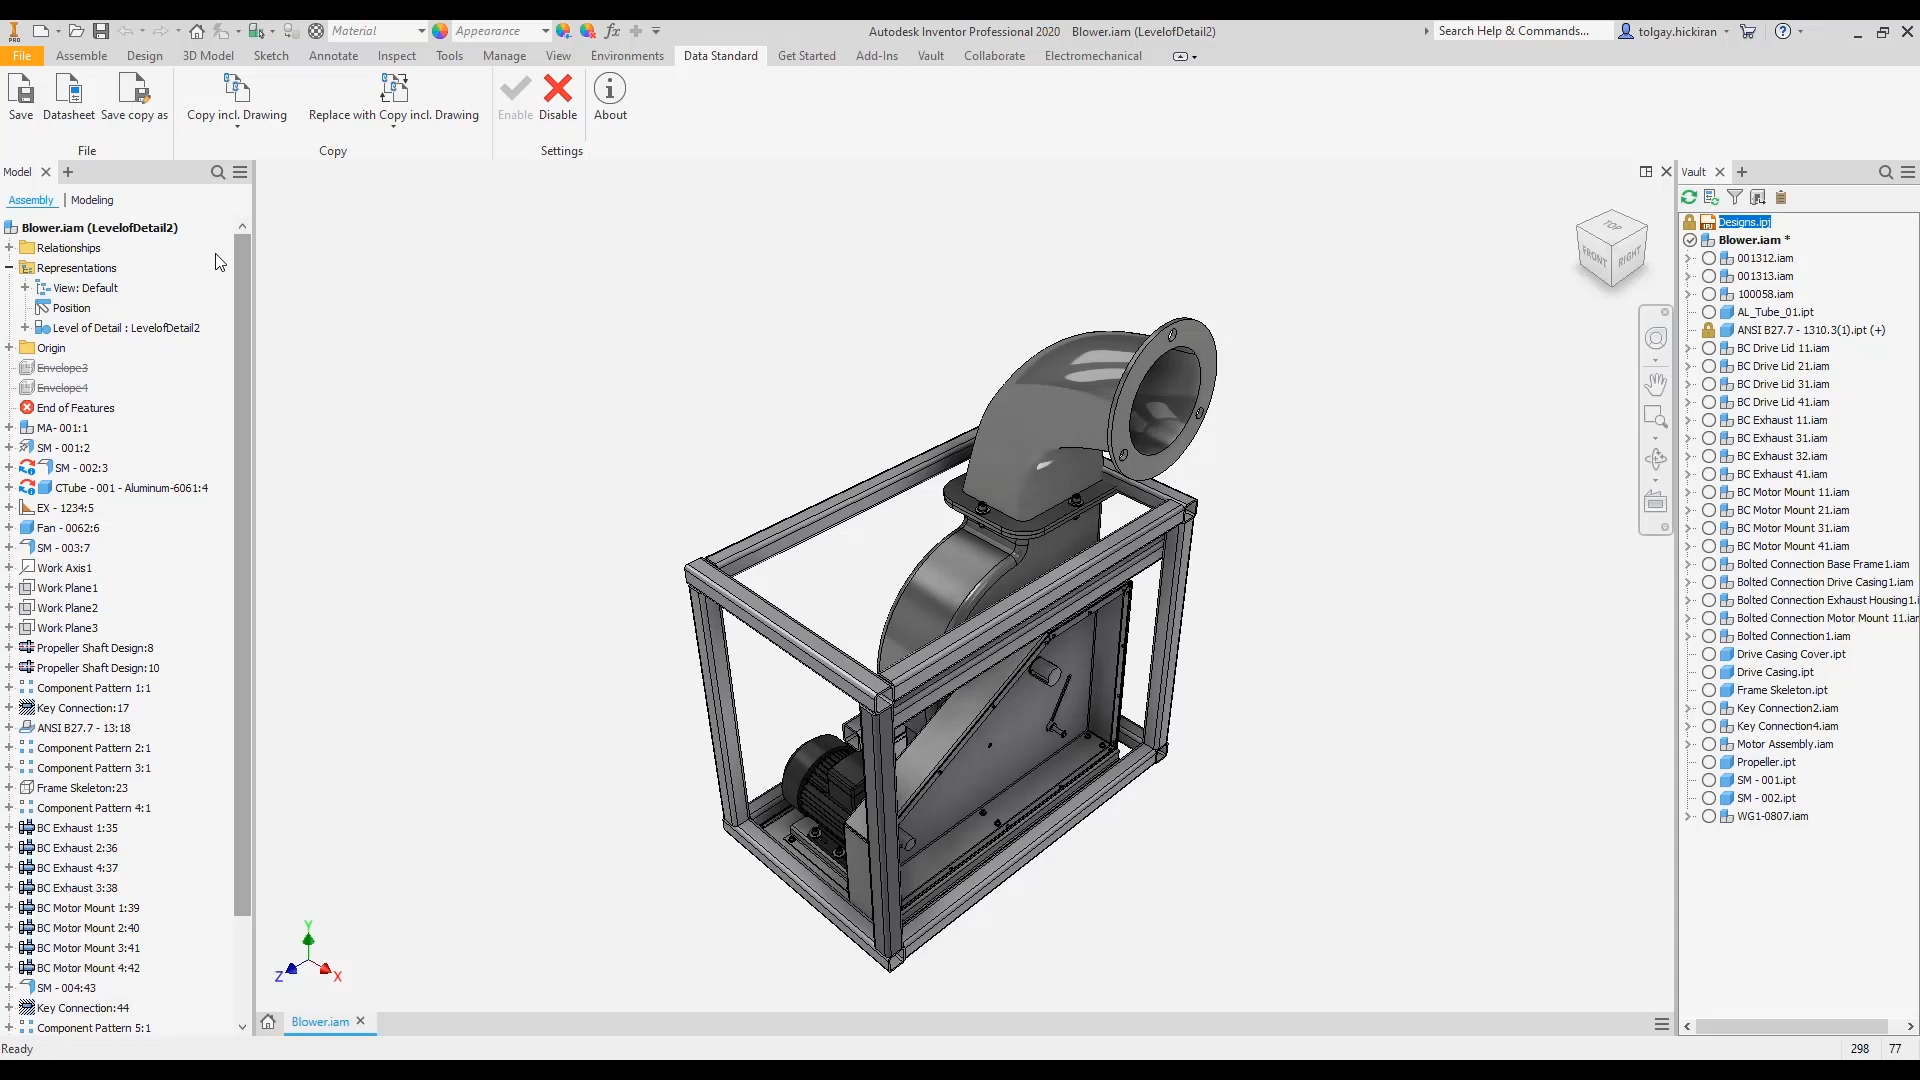 PRO
Material
Appearance
fx
Autodesk Inventor Professional 2020 Blower.iam (LevelofDetail2)
Search Help & Commands...
tolgay.hickiran
File Assemble Design 3D Model Sketch Annotate Inspect Tools Manage View Environments Data Standard Get Started Add-Ins Vault Collaborate Electromechanical
Save Datasheet Save copy as Copy incl. Drawing Replace with Copy incl. Drawing Enable Disable About
File Copy Settings
Model
Assembly | Modeling
Blower.iam (LevelofDetail2)
Relationships
Representations
View: Default
Position
Level of Detail : LevelofDetail2
Origin
Envelope3
Envelope4
End of Features
MA- 001:1
SM - 001:2
SM - 002:3
CTube - 001 - Aluminum-6061:4
EX - 1234:5
Fan - 0062:6
SM - 003:7
Work Axis1
Work Plane1
Work Plane2
Work Plane3
Propeller Shaft Design:8
Propeller Shaft Design:10
Component Pattern 1:1
Key Connection:17
ANSI B27.7 - 13:18
Component Pattern 2:1
Component Pattern 3:1
Frame Skeleton:23
Component Pattern 4:1
BC Exhaust 1:35
BC Exhaust 2:36
BC Exhaust 4:37
BC Exhaust 3:38
BC Motor Mount 1:39
BC Motor Mount 2:40
BC Motor Mount 3:41
BC Motor Mount 4:42
SM - 004:43
Key Connection:44
Component Pattern 5:1
Ready
TOP
FRONT
RIGHT
Y
Z
X
Blower.iam
Vault
Designs.ipj
Blower.iam *
001312.iam
001313.iam
100058.iam
AL_Tube_01.ipt
ANSI B27.7 - 1310.3(1).ipt (+)
BC Drive Lid 11.iam
BC Drive Lid 21.iam
BC Drive Lid 31.iam
BC Drive Lid 41.iam
BC Exhaust 11.iam
BC Exhaust 31.iam
BC Exhaust 32.iam
BC Exhaust 41.iam
BC Motor Mount 11.iam
BC Motor Mount 21.iam
BC Motor Mount 31.iam
BC Motor Mount 41.iam
Bolted Connection Base Frame1.iam
Bolted Connection Drive Casing1.iam
Bolted Connection Exhaust Housing1.i
Bolted Connection Motor Mount 11.iar
Bolted Connection1.iam
Drive Casing Cover.ipt
Drive Casing.ipt
Frame Skeleton.ipt
Key Connection2.iam
Key Connection4.iam
Motor Assembly.iam
Propeller.ipt
SM - 001.ipt
SM - 002.ipt
WG1-0807.iam
298 77